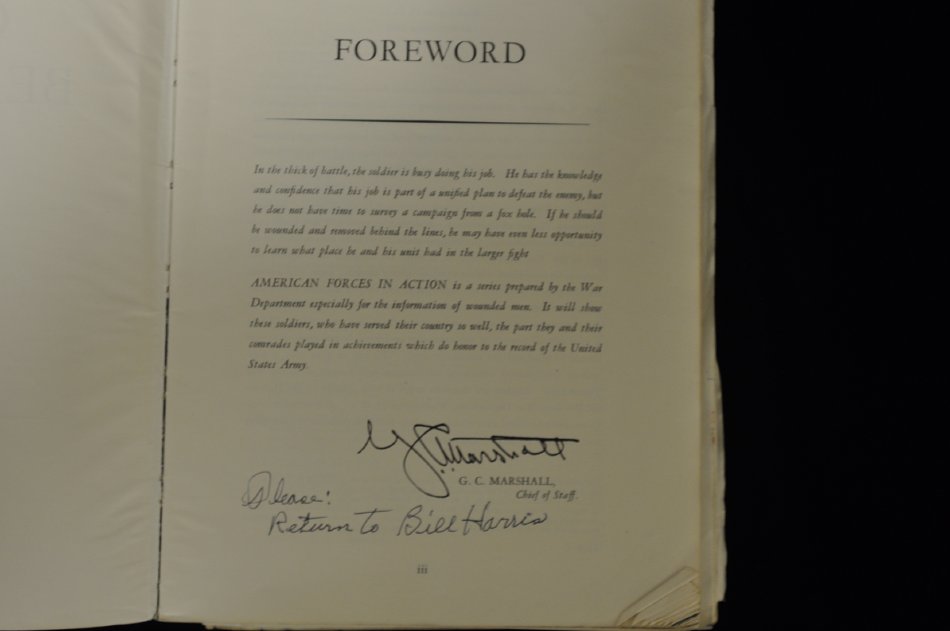 BE
FOREWORD
In the thick of battle, the soldier is busy doing his job. He has the knowledge
and confidence that his job is part of a unified plan to defeat the enemy, but
he does not have time to survey a campaign from a fox hole. If he should
be wounded and removed behind the lines, he may have even less opportunity
to learn what place he and his unit had in the larger fight
AMERICAN FORCES IN ACTION is a series prepared by the War
Department especially for the information of wounded men. It will show
these soldiers, who have served their country so well, the part they and their
comrades played in achievements which do honor to the record of the United
States Army
G. C. Marshall
G. C. MARSHALL,
Chief of Staff.
Please:
Return to Bill Harris
iii